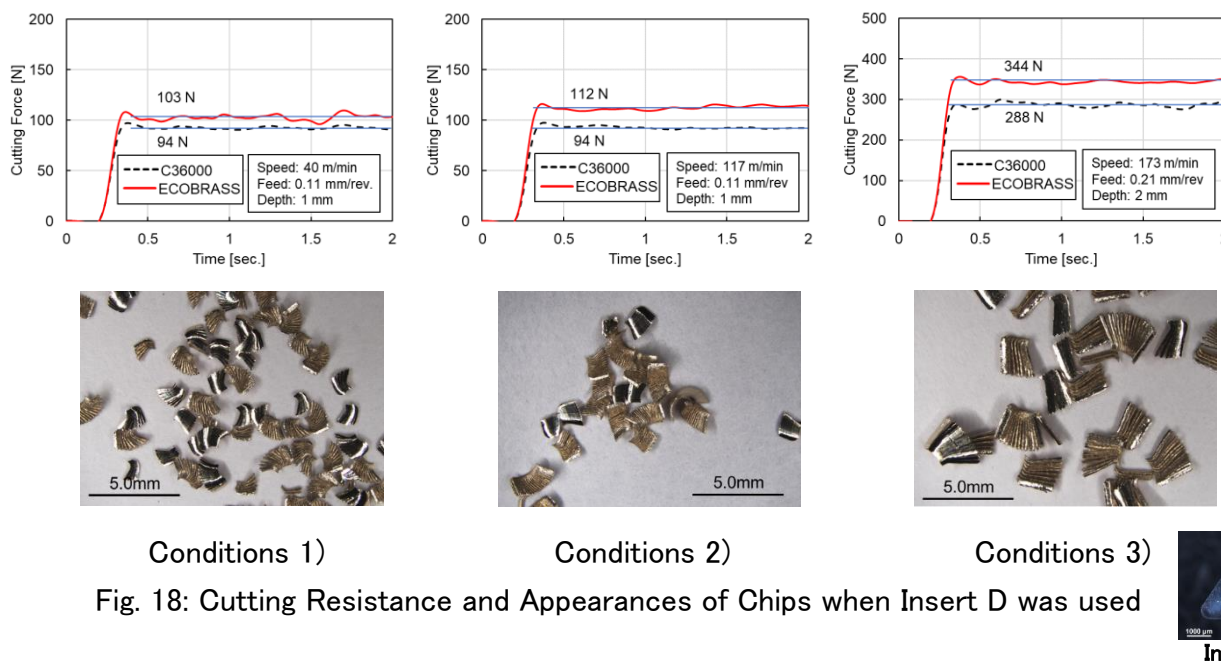 200
150
100
50
0
Cutting Force [N]
103 N
94 N
C36000
ECOBRASS
Speed: 40 m/min
Feed: 0.11 mm/rev.
Depth: 1 mm
0 0.5 1 1.5 2
Time [sec.]
200
150
100
50
0
Cutting Force [N]
112 N
94 N
C36000
ECOBRASS
Speed: 117 m/min
Feed: 0.11 mm/rev
Depth: 1 mm
0 0.5 1 1.5 2
Time [sec.]
500
400
300
200
100
0
Cutting Force [N]
344 N
288 N
C36000
ECOBRASS
Speed: 173 m/min
Feed: 0.21 mm/rev
Depth: 2 mm
0 0.5 1 1.5 2
Time [sec.]
5.0mm
5.0mm
5.0mm
Conditions 1)
Conditions 2)
Conditions 3)
Fig. 18: Cutting Resistance and Appearances of Chips when Insert D was used
1000 μm
In